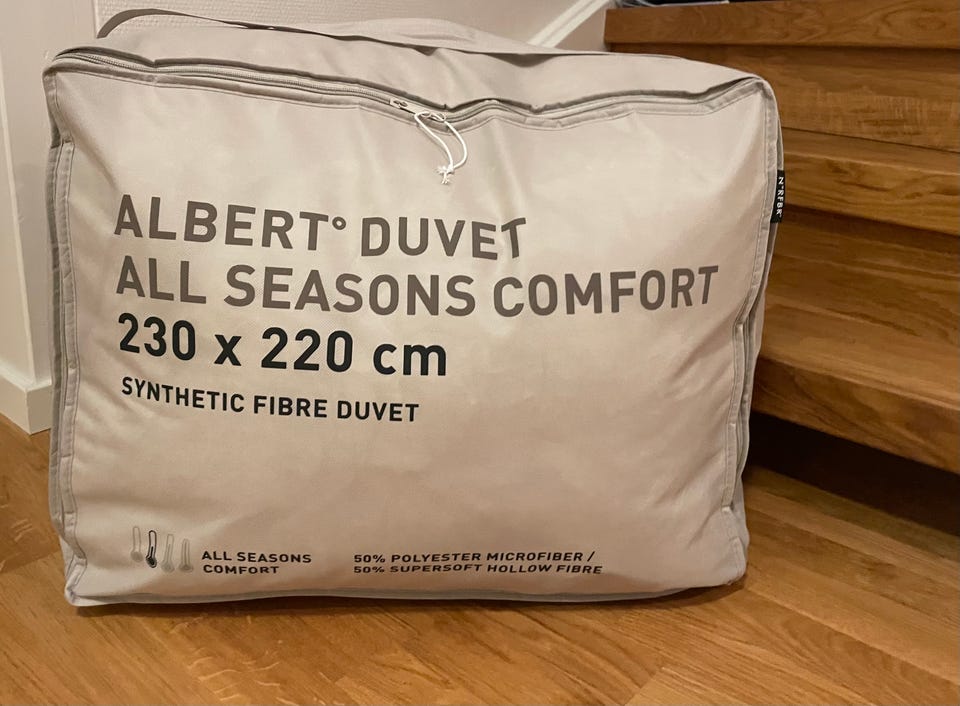 ALBERT° DUVET
ALL SEASONS COMFORT
230 x 220 cm
SYNTHETIC FIBRE DUVET
ALL SEASONS
COMFORT
50% POLYESTER MICROFIBER /
50% SUPERSOFT HOLLOW FIBRE